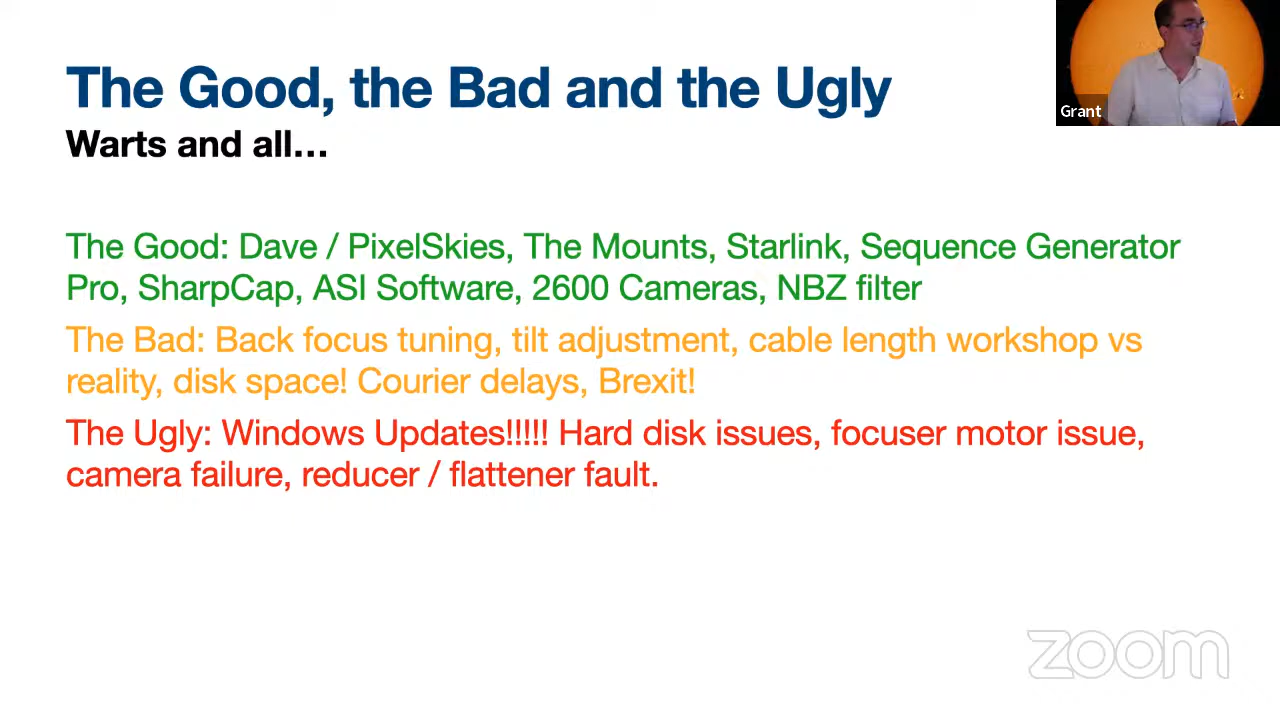 The Good, the Bad and the Ugly
Warts and all…
Grant
The Good: Dave / PixelSkies, The Mounts, Starlink, Sequence Generator
Pro, SharpCap, ASI Software, 2600 Cameras, NBZ filter
The Bad: Back focus tuning, tilt adjustment, cable length workshop vs
reality, disk space! Courier delays, Brexit!
The Ugly: Windows Updates!!!!! Hard disk issues, focuser motor issue,
camera failure, reducer / flattener fault.
zoom